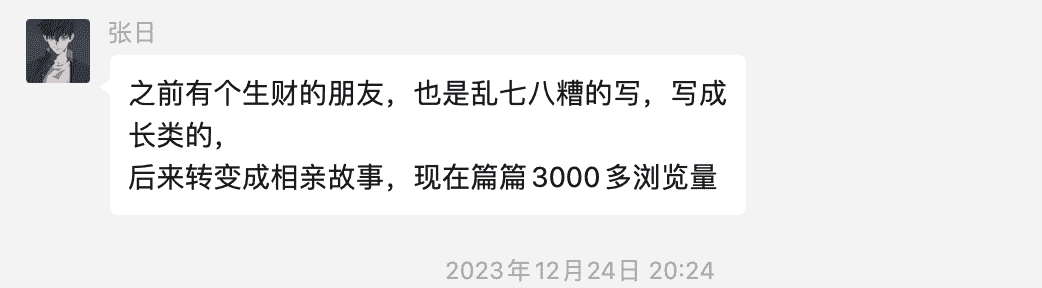 张日
之前有个生财的朋友，也是乱七八糟的写，写成
长类的，
后来转变成相亲故事，现在篇篇3000多浏览量
2023年12月24日 20:24